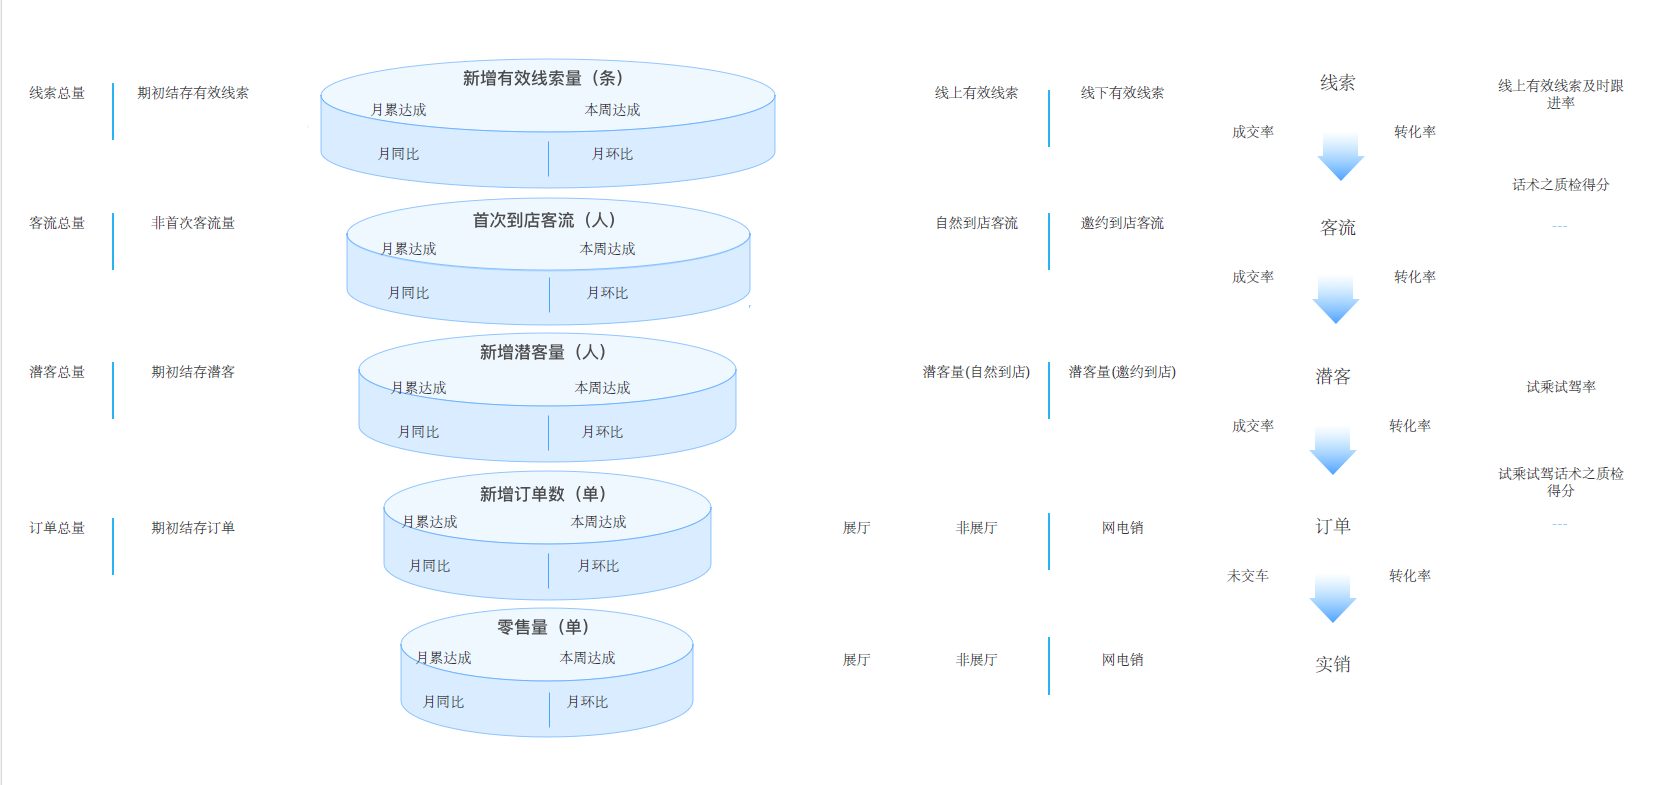 线索总量
期初结存有效线索
新增有效线索量（条）
月累达成
本周达成
月同比
月环比
线上有效线索
线下有效线索
线索
线上有效线索及时跟
进率
成交率
转化率
话术之质检得分
客流总量
非首次客流量
首次到店客流（人）
月累达成
本周达成
月同比
月环比
自然到店客流
邀约到店客流
客流
---
成交率
转化率
潜客总量
期初结存潜客
新增潜客量（人）
月累达成
本周达成
月同比
月环比
潜客量(自然到店)
潜客量(邀约到店)
潜客
试乘试驾率
成交率
转化率
试乘试驾话术之质检
得分
订单总量
期初结存订单
新增订单数（单）
月累达成
本周达成
月同比
月环比
展厅
非展厅
网电销
订单
---
未交车
转化率
零售量（单）
月累达成
本周达成
月同比
月环比
展厅
非展厅
网电销
实销